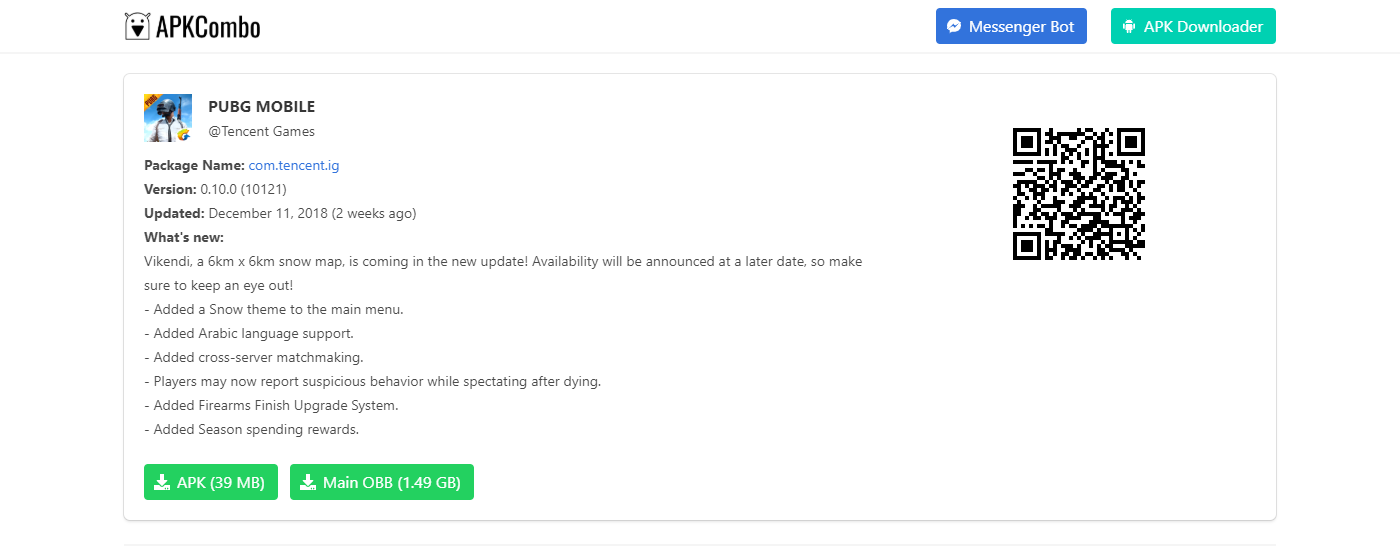 APKCombo
Messenger Bot
APK Downloader
PUBG
PUBG MOBILE
@Tencent Games
Package Name: com.tencent.ig
Version: 0.10.0 (10121)
Updated: December 11, 2018 (2 weeks ago)
What's new:
Vikendi, a 6km x 6km snow map, is coming in the new update! Availability will be announced at a later date, so make
sure to keep an eye out!
- Added a Snow theme to the main menu.
- Added Arabic language support.
- Added cross-server matchmaking.
- Players may now report suspicious behavior while spectating after dying.
- Added Firearms Finish Upgrade System.
- Added Season spending rewards.
APK (39 MB)
Main OBB (1.49 GB)